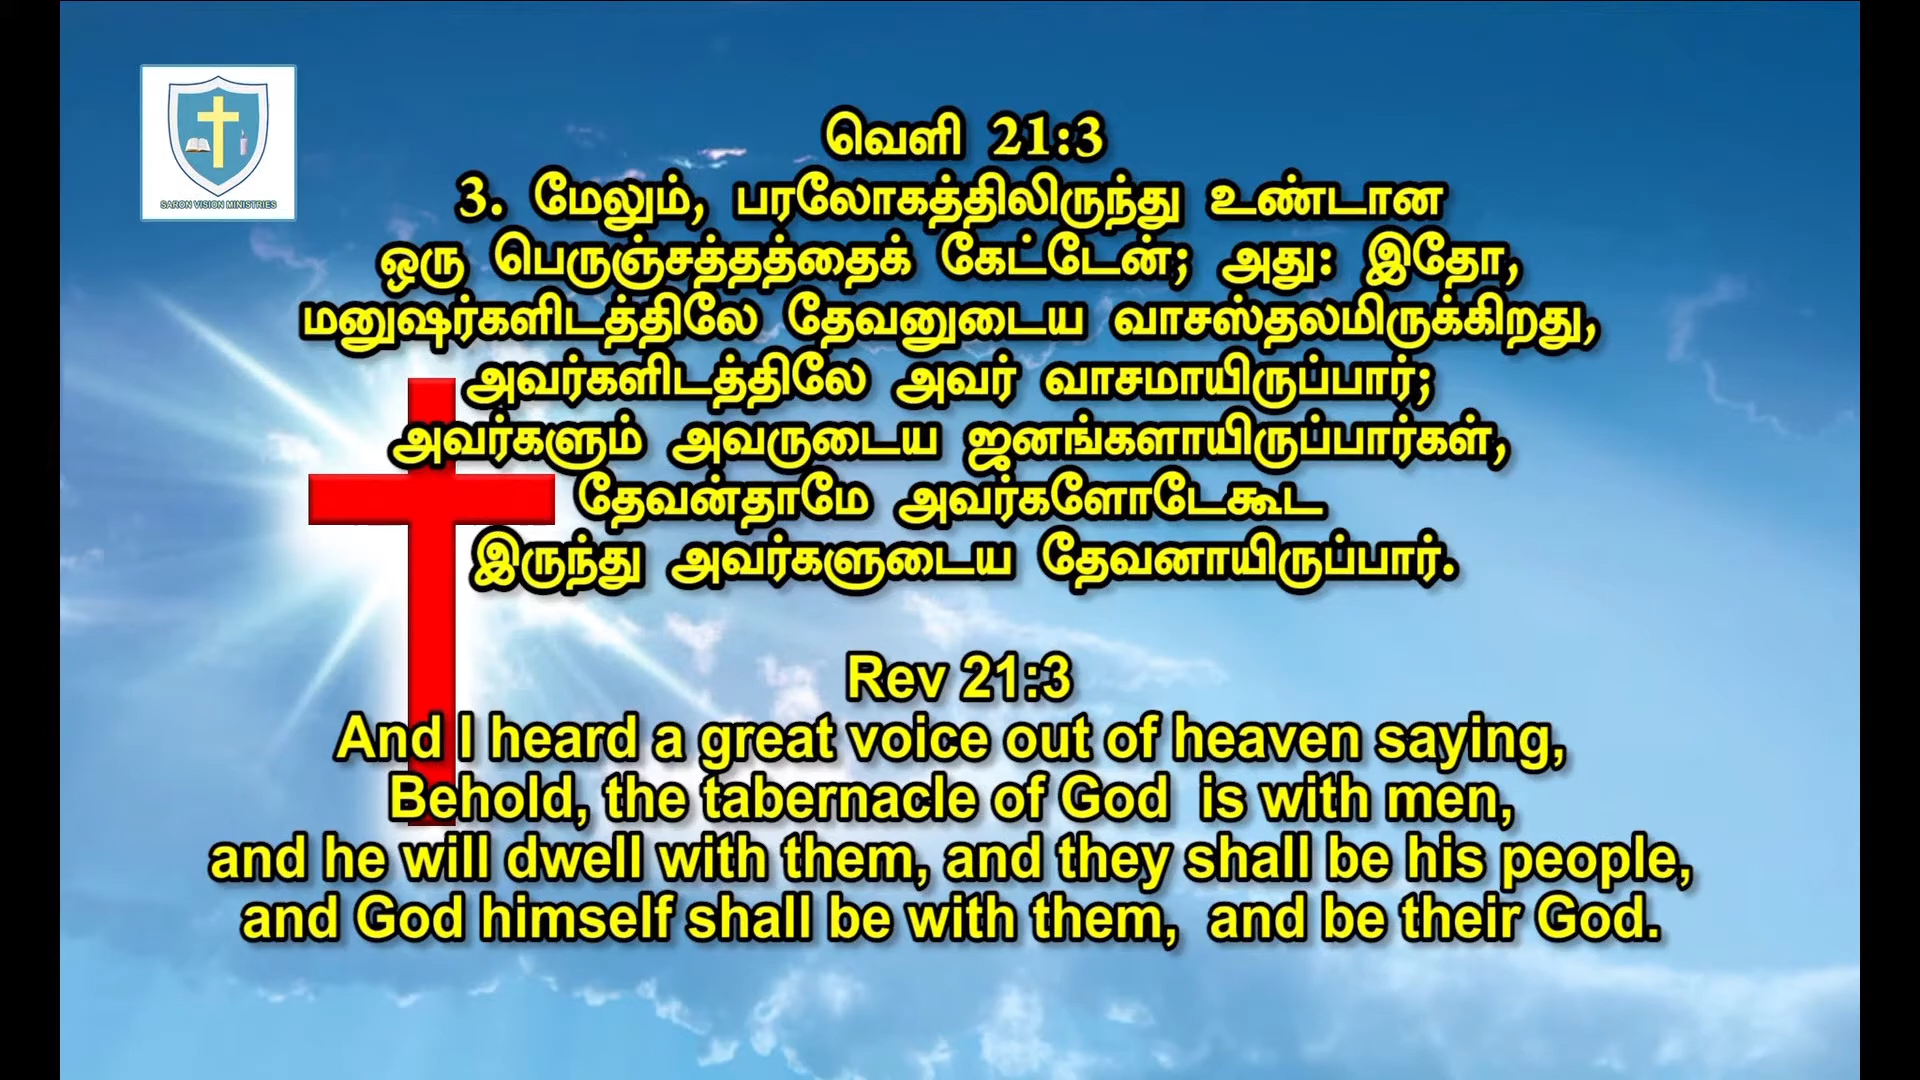 SARON VISION MINISTRIES
வெளி 21:3
3. மேலும், பரலோகத்திலிருந்து உண்டான
ஒரு பெருஞ்சத்தத்தைக் கேட்டேன்; அது: இதோ,
மனுஷர்களிடத்திலே தேவனுடைய வாசஸ்தலமிருக்கிறது,
அவர்களிடத்திலே அவர் வாசமாயிருப்பார்;
அவர்களும் அவருடைய ஜனங்களாயிருப்பார்கள்,
தேவன்தாமே அவர்களோடேகூட
இருந்து அவர்களுடைய தேவனாயிருப்பார்.
Rev 21:3
And I heard a great voice out of heaven saying,
Behold, the tabernacle of God is with men,
and he will dwell with them, and they shall be his people,
and God himself shall be with them, and be their God.